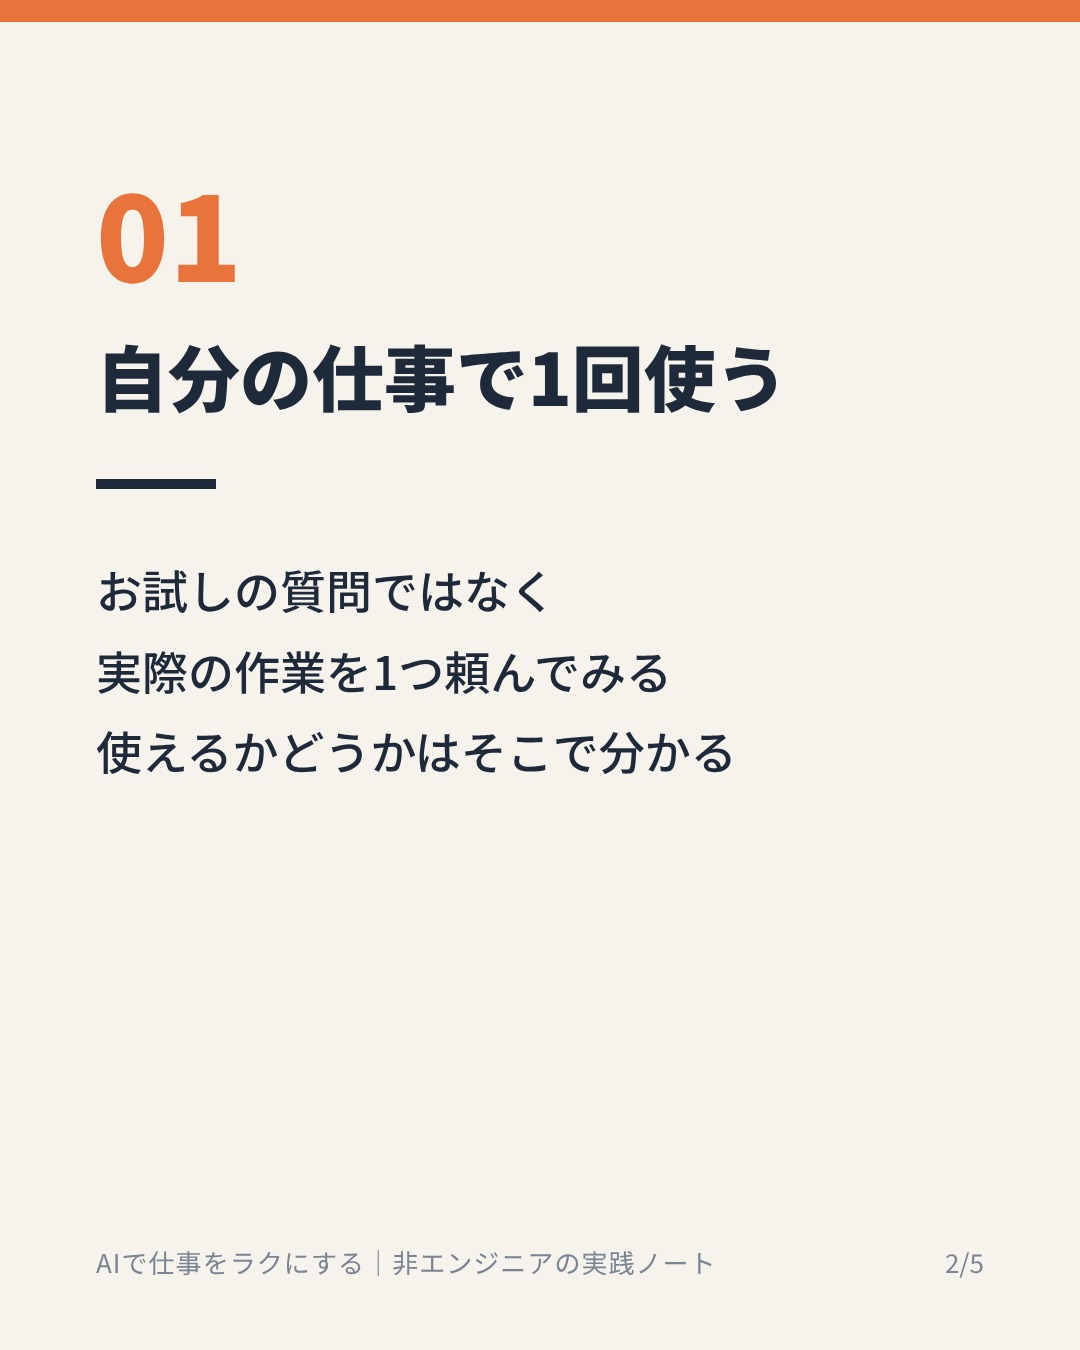 01
自分の仕事で1回使う
お試しの質問ではなく
実際の作業を1つ頼んでみる
使えるかどうかはそこで分かる
AIで仕事をラクにする｜非エンジニアの実践ノート
2/5